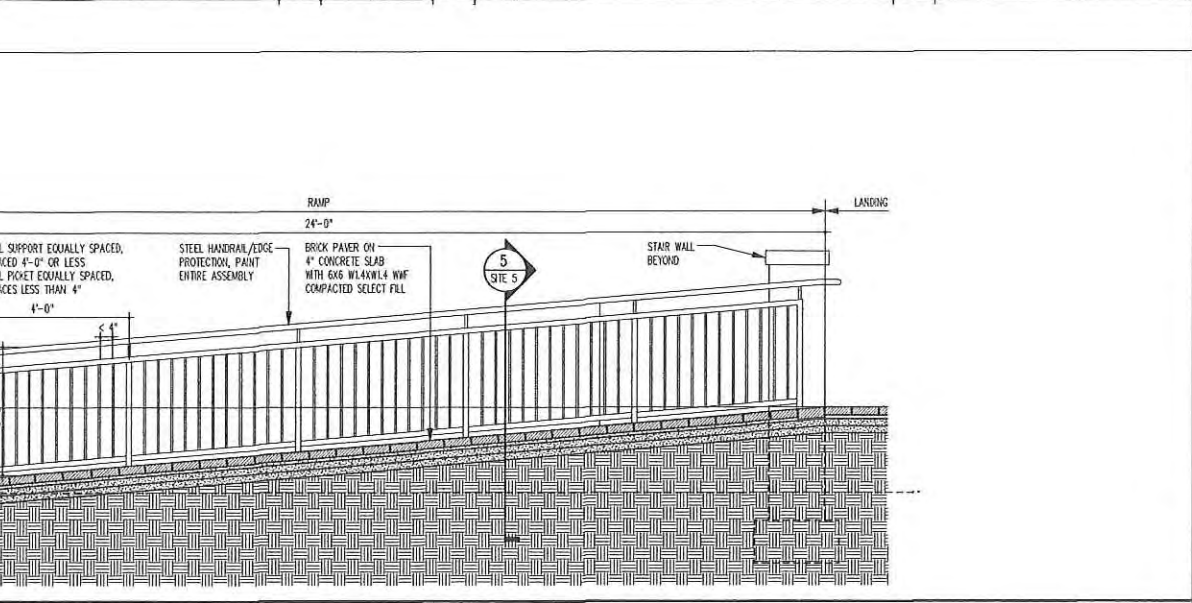 RAMP
LANDING
24'-0"
L SUPPORT EQUALLY SPACED,
CED 4'-0" OR LESS
L PICKET EQUALLY SPACED,
ACES LESS THAN 4"
4'-0"
< 4"
STEEL HANDRAIL/EDGE
PROTECTION, PAINT
ENTIRE ASSEMBLY
BRICK PAVER ON
4" CONCRETE SLAB
WITH 6X6 W1.4XW1.4 WWF
COMPACTED SELECT FILL
5
SITE 5
STAIR WALL
BEYOND